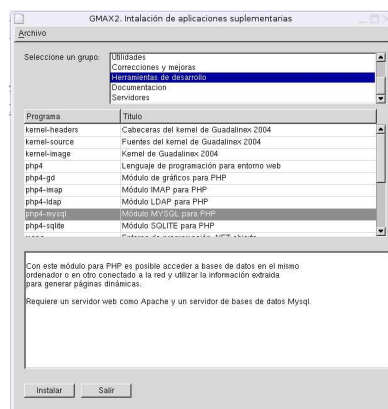 GMAX2. Intalación de aplicaciones suplementarias
Archivo
Seleccione un grupo:
Utilidades
Correcciones y mejoras
Herramientas de desarrollo
Documentacion
Servidores
Programa Titulo
kernel-headers Cabeceras del kernel de Guadalinex 2004
kernel-source Fuentes del kernel de Guadalinex 2004
kernel-image Kernel de Guadalinex 2004
php4 Lenguaje de programación para entorno web
php4-gd Módulo de gráficos para PHP
php4-imap Módulo IMAP para PHP
php4-ldap Módulo LDAP para PHP
php4-mysql Módulo MYSQL para PHP
php4-sqlite Módulo SQLITE para PHP
Con este módulo para PHP es posible acceder a bases de datos en el mismo
ordenador o en otro conectado a la red y utilizar la información extraida
para generar páginas dinámicas.
Requiere un servidor web como Apache y un servidor de bases de datos Mysql.
Instalar Salir